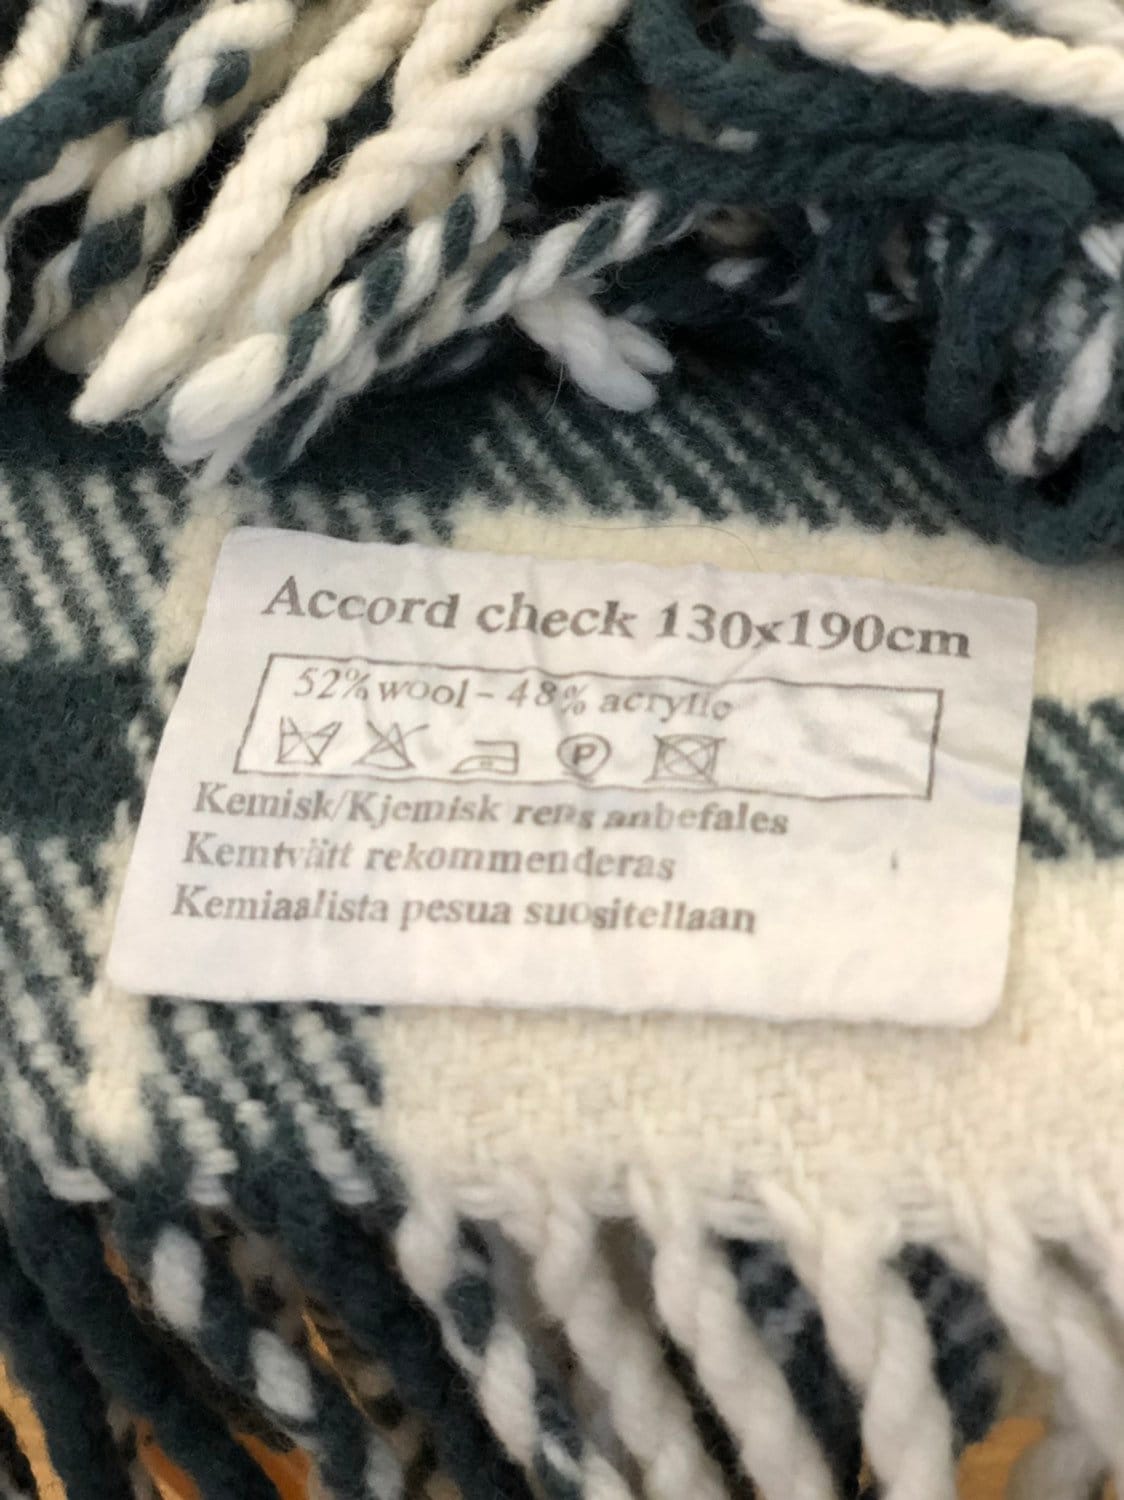 Accord check 130x190cm
52% wool – 48% acrylic
P
Kemisk/Kjemisk rens anbefales
Kemtvätt rekommenderas
Kemiaalista pesua suositellaan